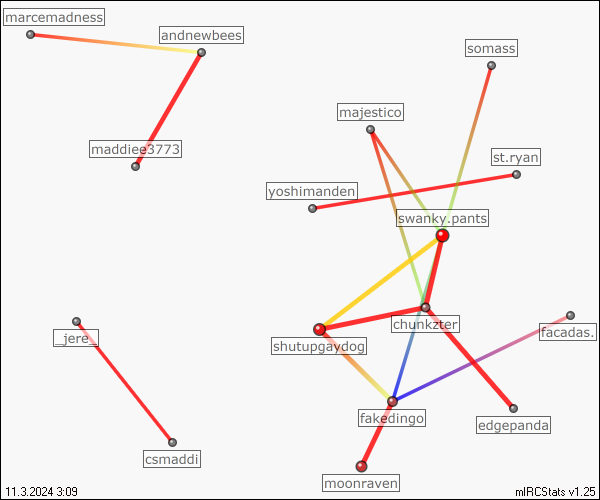 marcemadness
andnewbees
somass
majestico
maddiee3773
st.ryan
yoshimanden
swanky.pants
chunkzter
facadas.
_jere_
shutupgaydog
fakedingo
edgepanda
csmaddi
moonraven
11.3.2024 3:09
mIRCStats v1.25